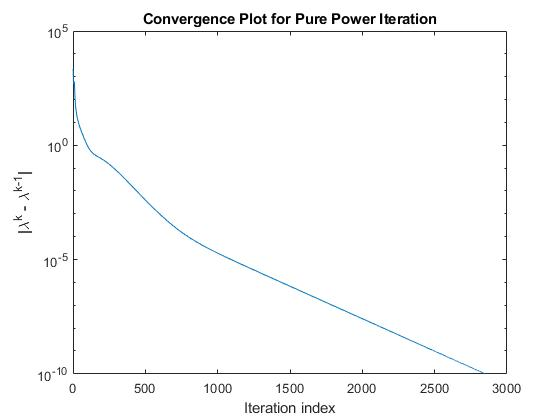 Convergence Plot for Pure Power Iteration
10^5
10^0
10^-5
10^-10
|λ^k - λ^k-1|
0 500 1000 1500 2000 2500 3000
Iteration index